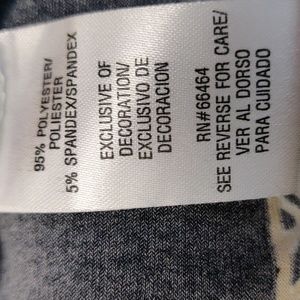 95% POLYESTER/
POLIESTER
5% SPANDEX/SPANDEX
EXCLUSIVE OF
DECORATION/
EXCLUSIVO DE
DECORACION
RN#66464
SEE REVERSE FOR CARE/
VER AL DORSO
PARA CUIDADO